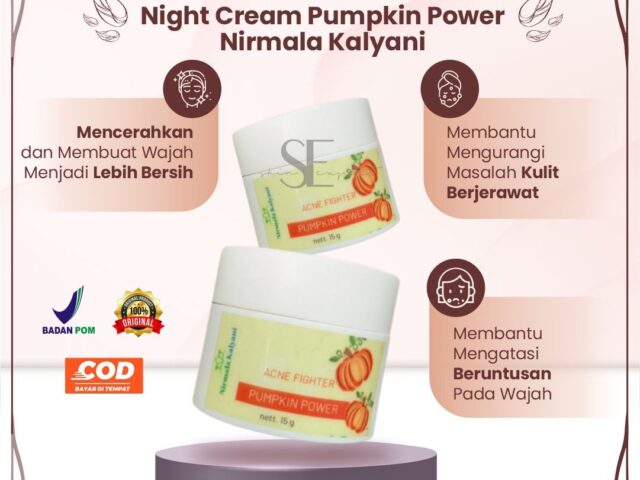 Night Cream Pumpkin Power
Nirmala Kalyani
Mencerahkan
dan Membuat Wajah
Menjadi Lebih Bersih
Membantu
Mengurangi
Masalah Kulit
Berjerawat
SE
Nirmala Kalyani
ACNE FIGHTER
PUMPKIN POWER
nett. 15 g
Nirmala Kalyani
ACNE FIGHTER
PUMPKIN POWER
nett. 15 g
BADAN POM
100%
ORIGINAL
COD
BAYAR DI TEMPAT
Membantu
Mengatasi
Beruntusan
Pada Wajah